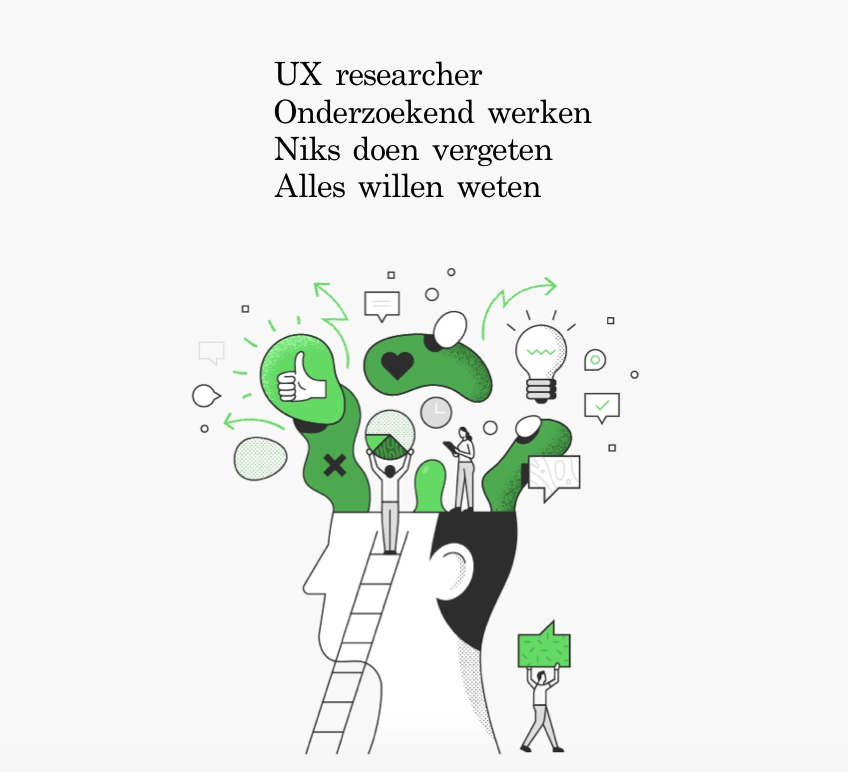 UX researcher
Onderzoekend werken
Niks doen vergeten
Alles willen weten